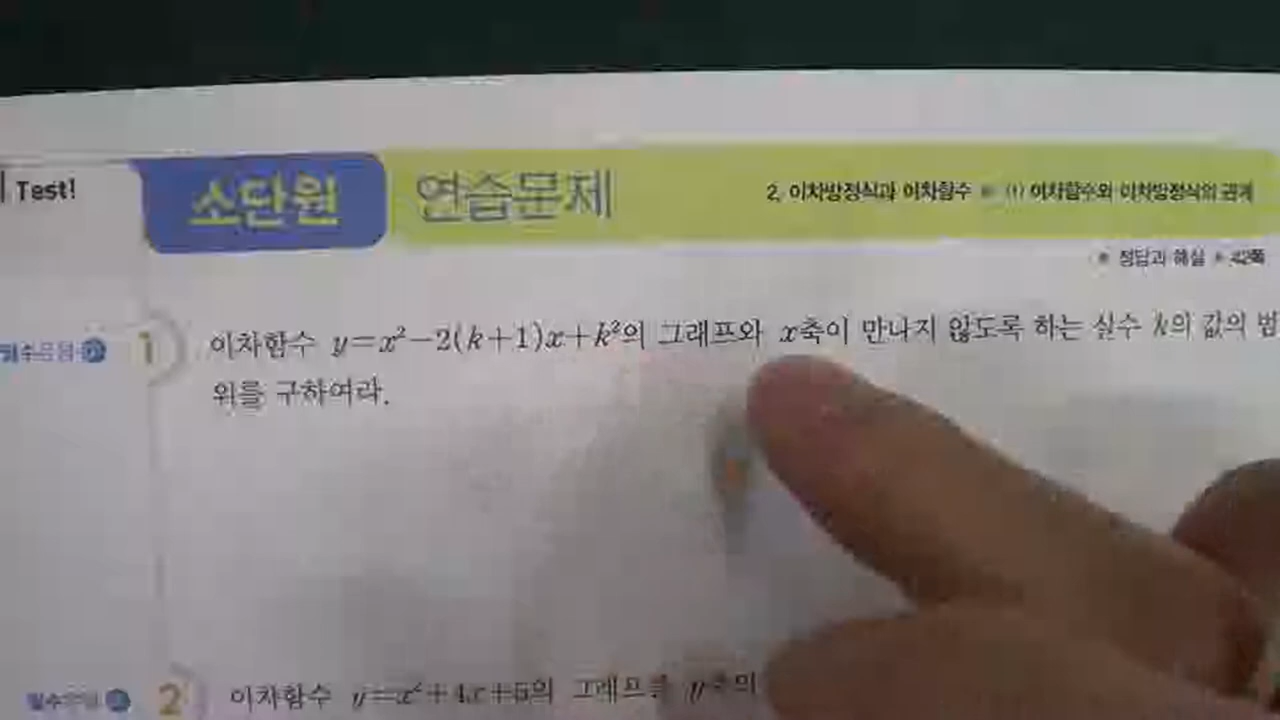 Test!
소단원 연습문제 2. 이차방정식과 이차함수 (1) 이차함수와 이차방정식의 관계
정답과 해설 42쪽
1 이차함수 y=x²-2(k+1)x+k²의 그래프와 x축이 만나지 않도록 하는 실수 k의 값의 범
위를 구하여라.
2 이차함수 y=x²+4x+5의 그래프를 y축의